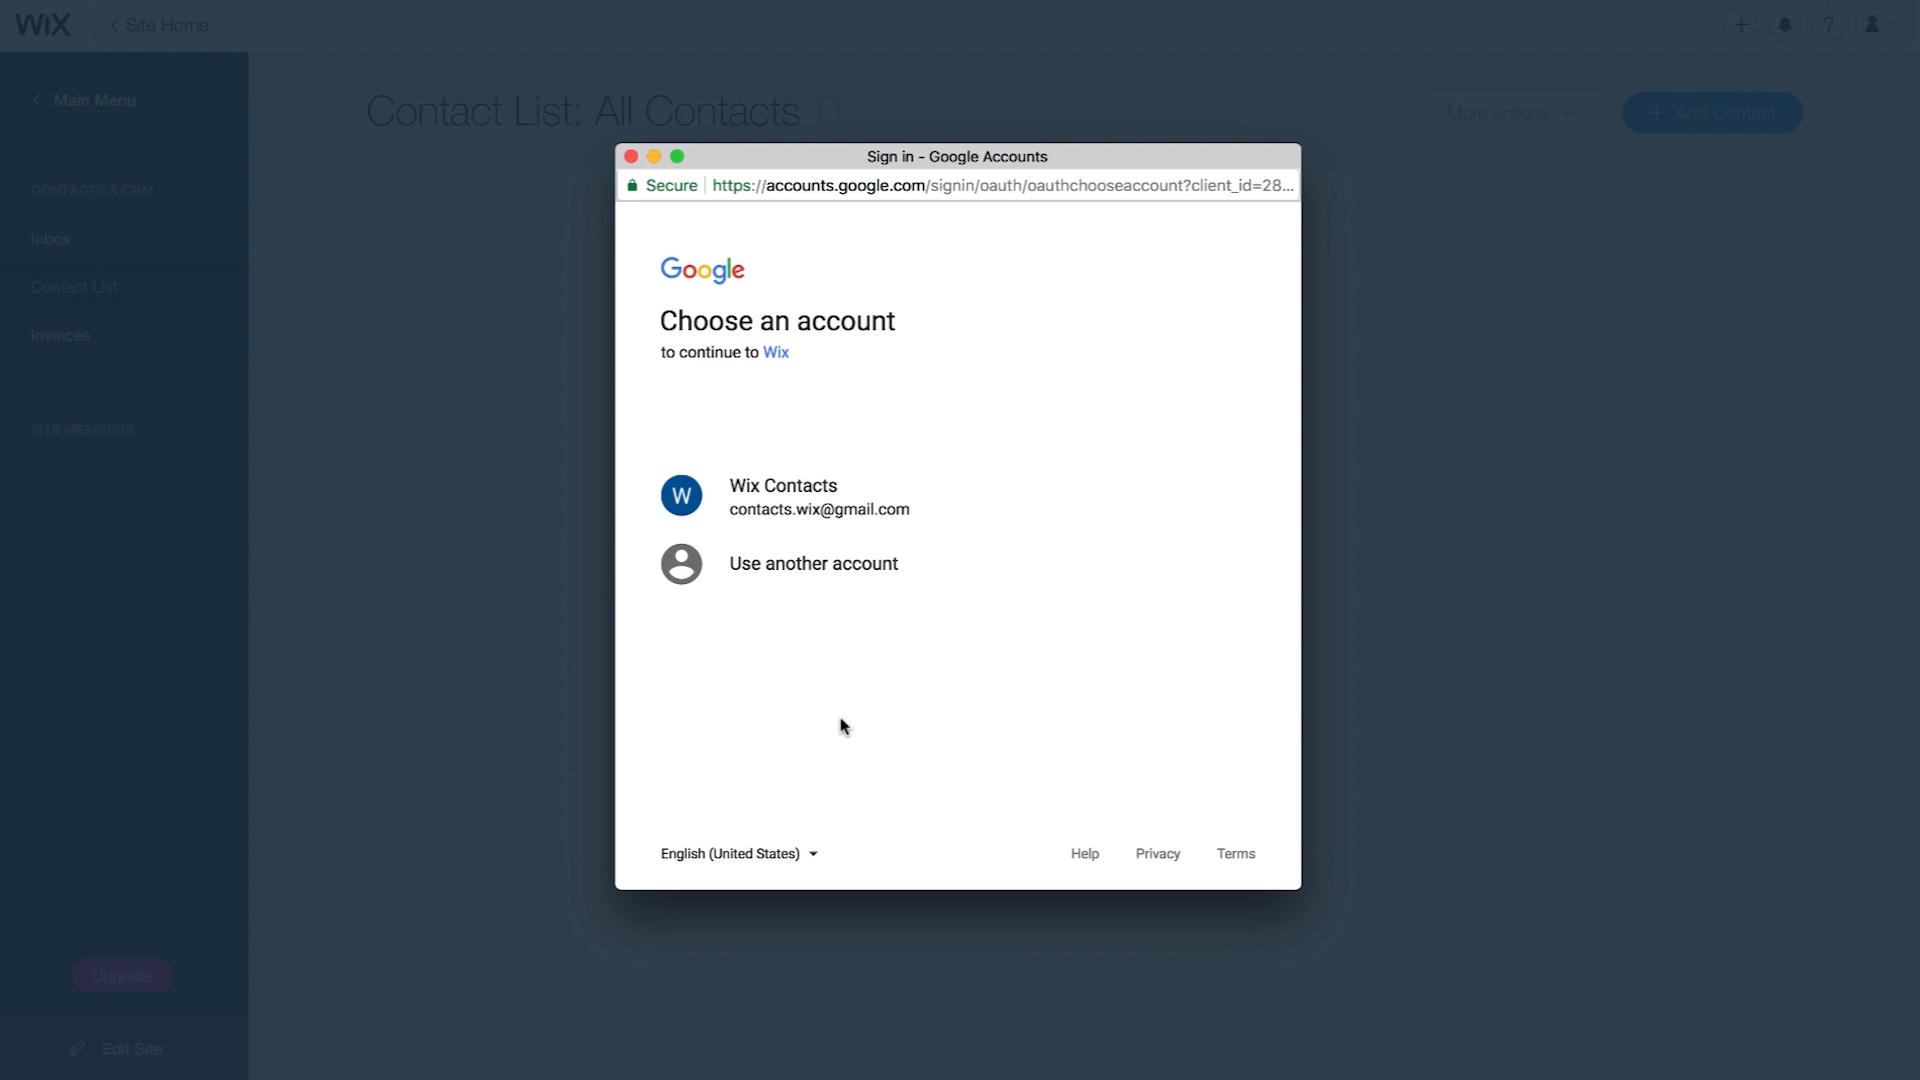 WiX
< Site Home
+
?
< Main Menu
Contact List: All Contacts 0
More actions
+ Add Contact
CONTACTS & CRM
Inbox
Contact List
Invoices
SITE MEMBERS
Upgrade
Edit Site
Sign in - Google Accounts
Secure https://accounts.google.com/signin/oauth/oauthchooseaccount?client_id=28...
Google
Choose an account
to continue to Wix
W
Wix Contacts
contacts.wix@gmail.com
Use another account
English (United States)
Help Privacy Terms